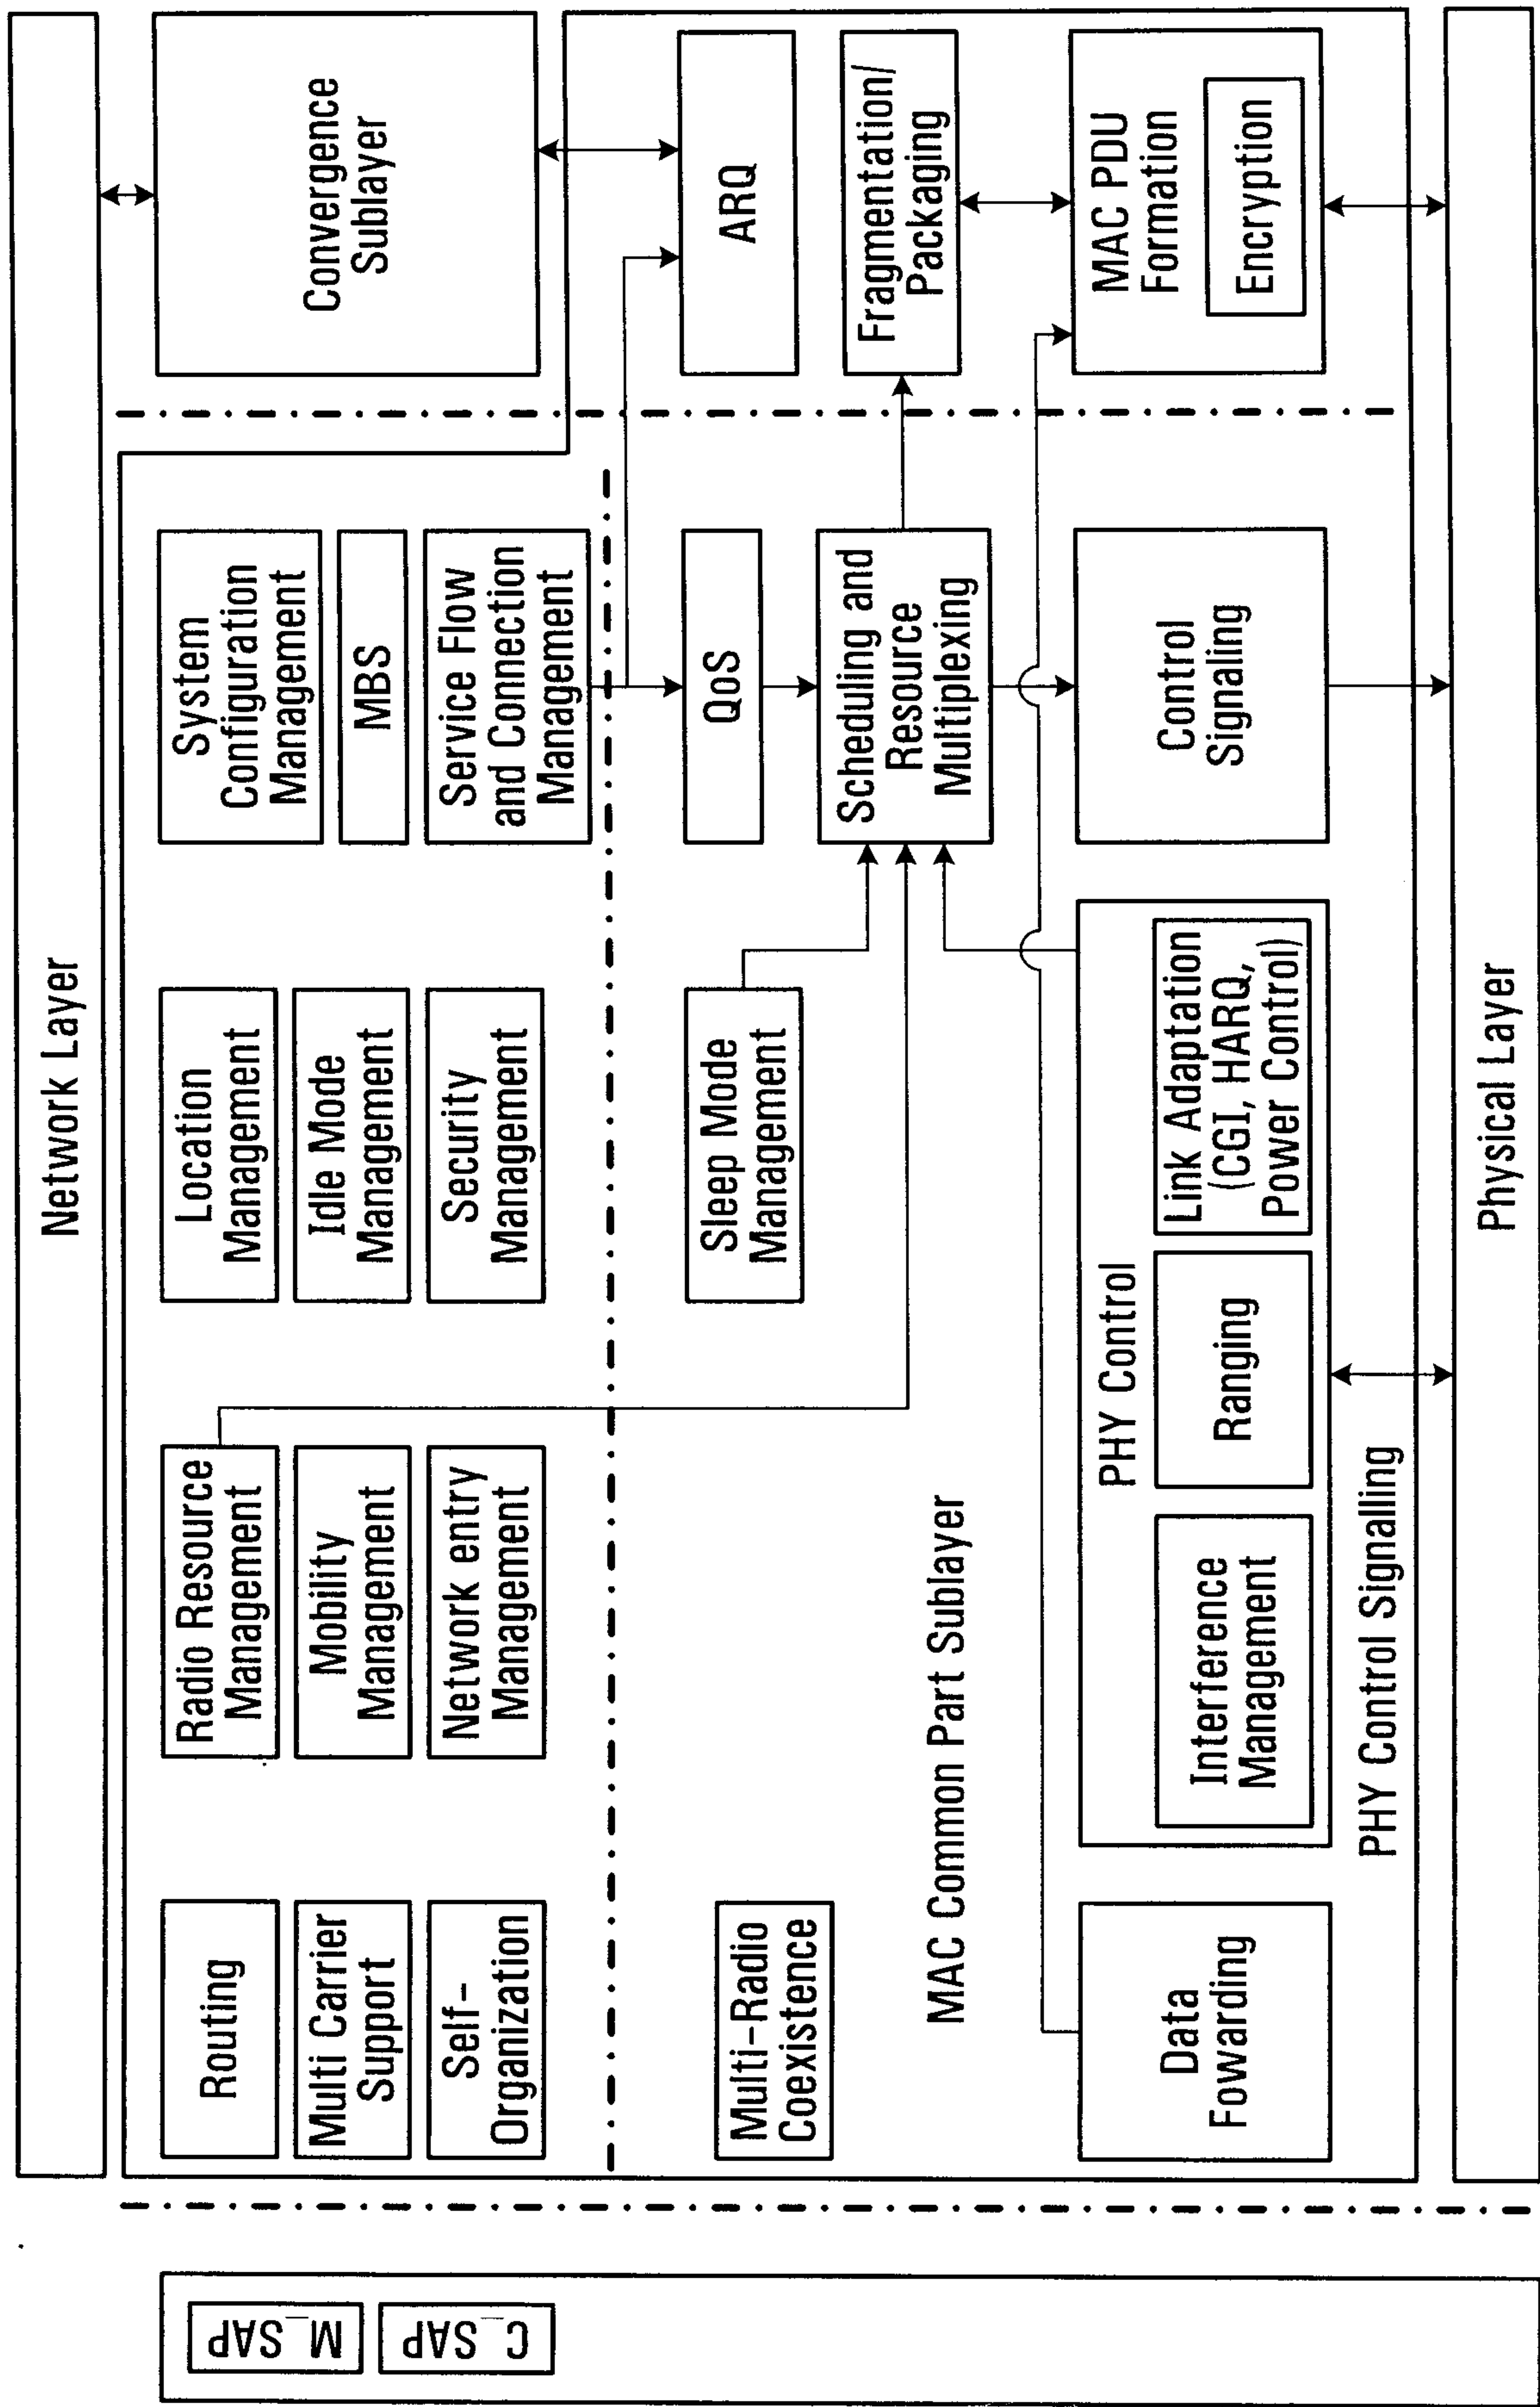 Network Layer
M_SAP
C_SAP
Routing
Multi Carrier
Support
Self-
Organization
Radio Resource
Management
Mobility
Management
Network entry
Management
Location
Management
Idle Mode
Management
Security
Management
System
Configuration
Management
MBS
Service Flow
and Connection
Management
Convergence
Sublayer
Multi-Radio
Coexistence
Sleep Mode
Management
QoS
ARQ
MAC Common Part Sublayer
Scheduling and
Resource
Multiplexing
Fragmentation/
Packaging
Data
Fowarding
PHY Control
Interference
Management
Ranging
Link Adaptation
(CGI, HARQ,
Power Control)
Control
Signaling
MAC PDU
Formation
Encryption
PHY Control Signalling
Physical Layer